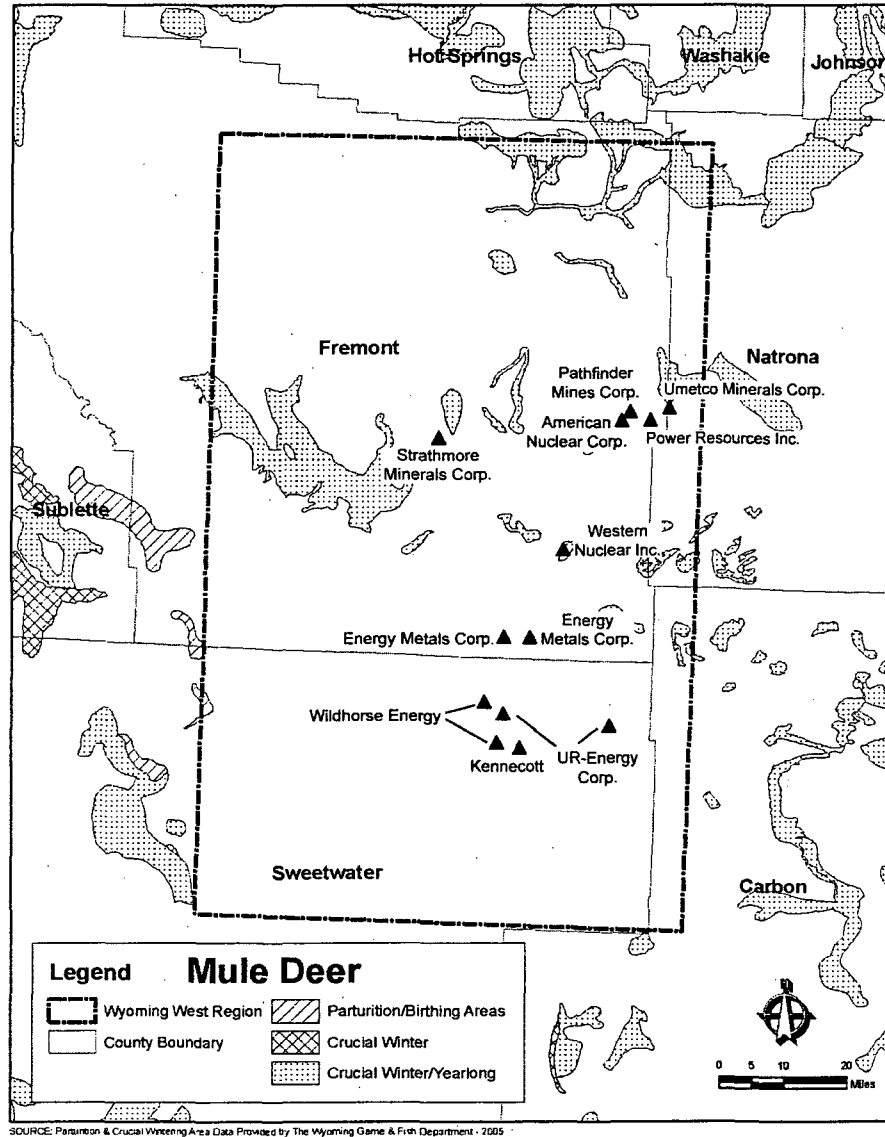 Hot Springs
Washakie
Johnson
Fremont
Natrona
Pathfinder
Mines Corp.
Umetco Minerals Corp.
American
Nuclear Corp.
Power Resources Inc.
Strathmore
Minerals Corp.
Sublette
Western
Nuclear Inc.
Energy Metals Corp.
Energy
Metals Corp.
Wildhorse Energy
Kennecott
UR-Energy
Corp.
Sweetwater
Carbon
Legend Mule Deer
Wyoming West Region
Parturition/Birthing Areas
County Boundary
Crucial Winter
Crucial Winter/Yearlong
N
0 5 10 20
Miles
SOURCE: Parturition & Crucial Wintering Area Data Provided by The Wyoming Game & Fish Department - 2005